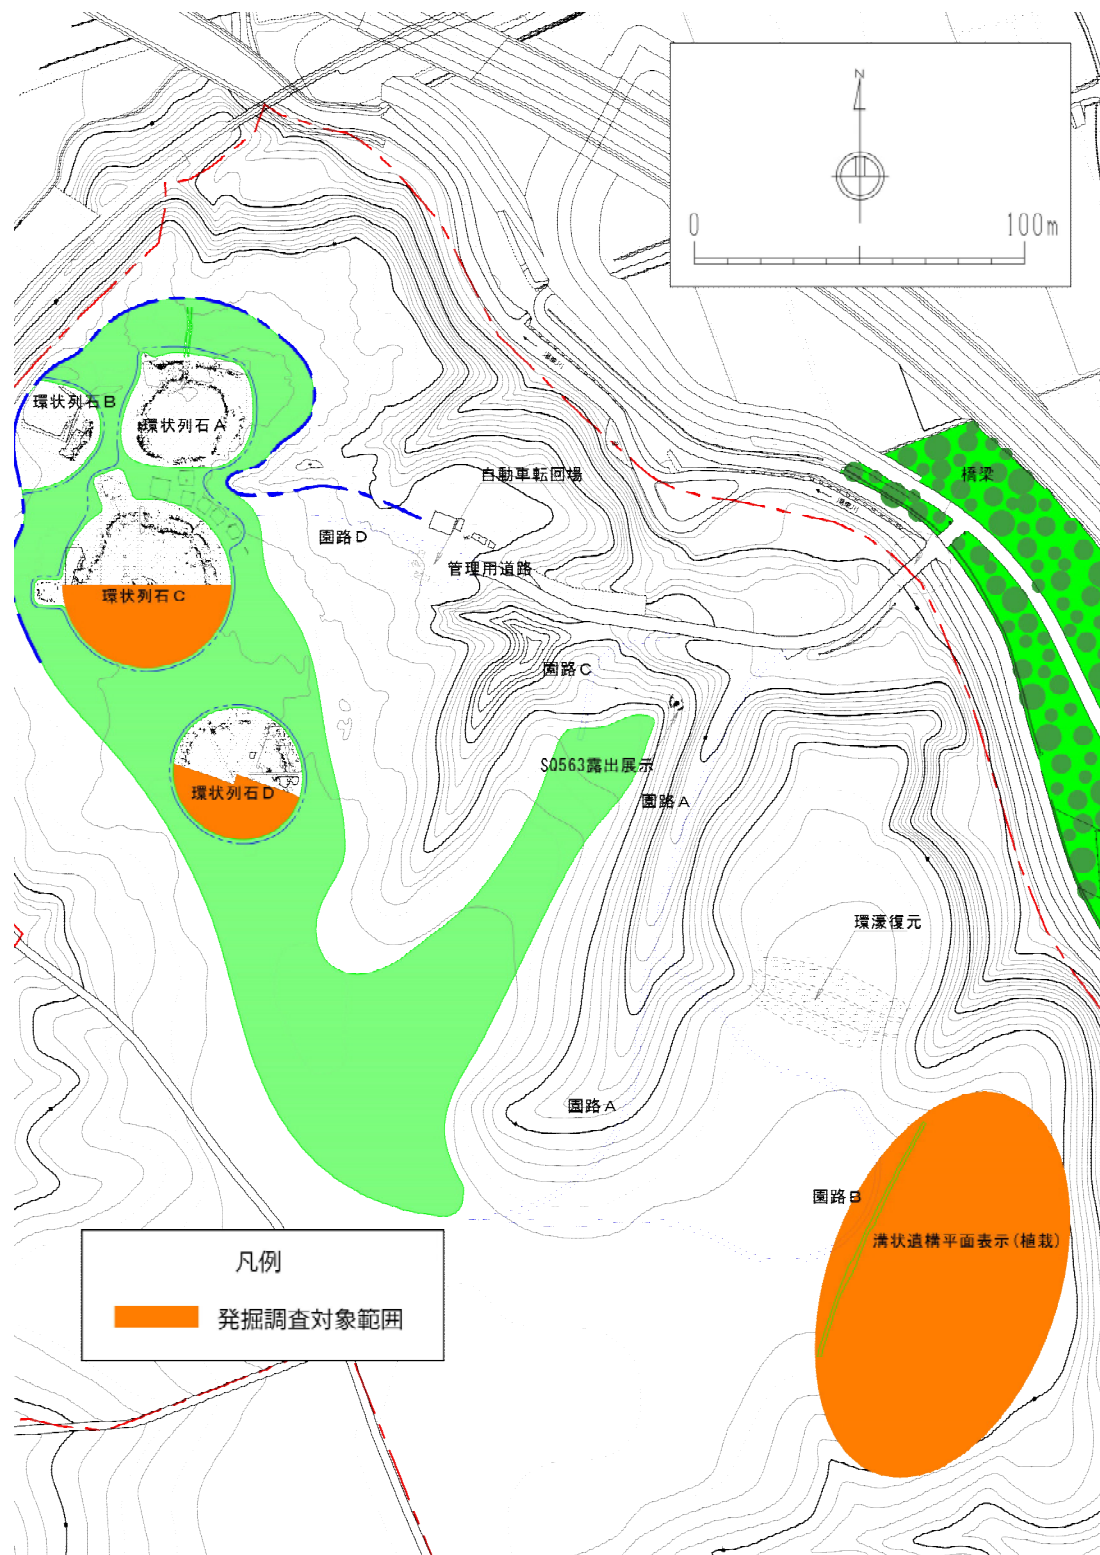 N
0 100m
環状列石B
環状列石A
自動車転回場
橋梁
園路D
管理用道路
環状列石C
園路C
SQ563露出展示
環状列石D
園路A
環濠復元
園路A
園路B
溝状遺構平面表示(植栽)
凡例
発掘調査対象範囲